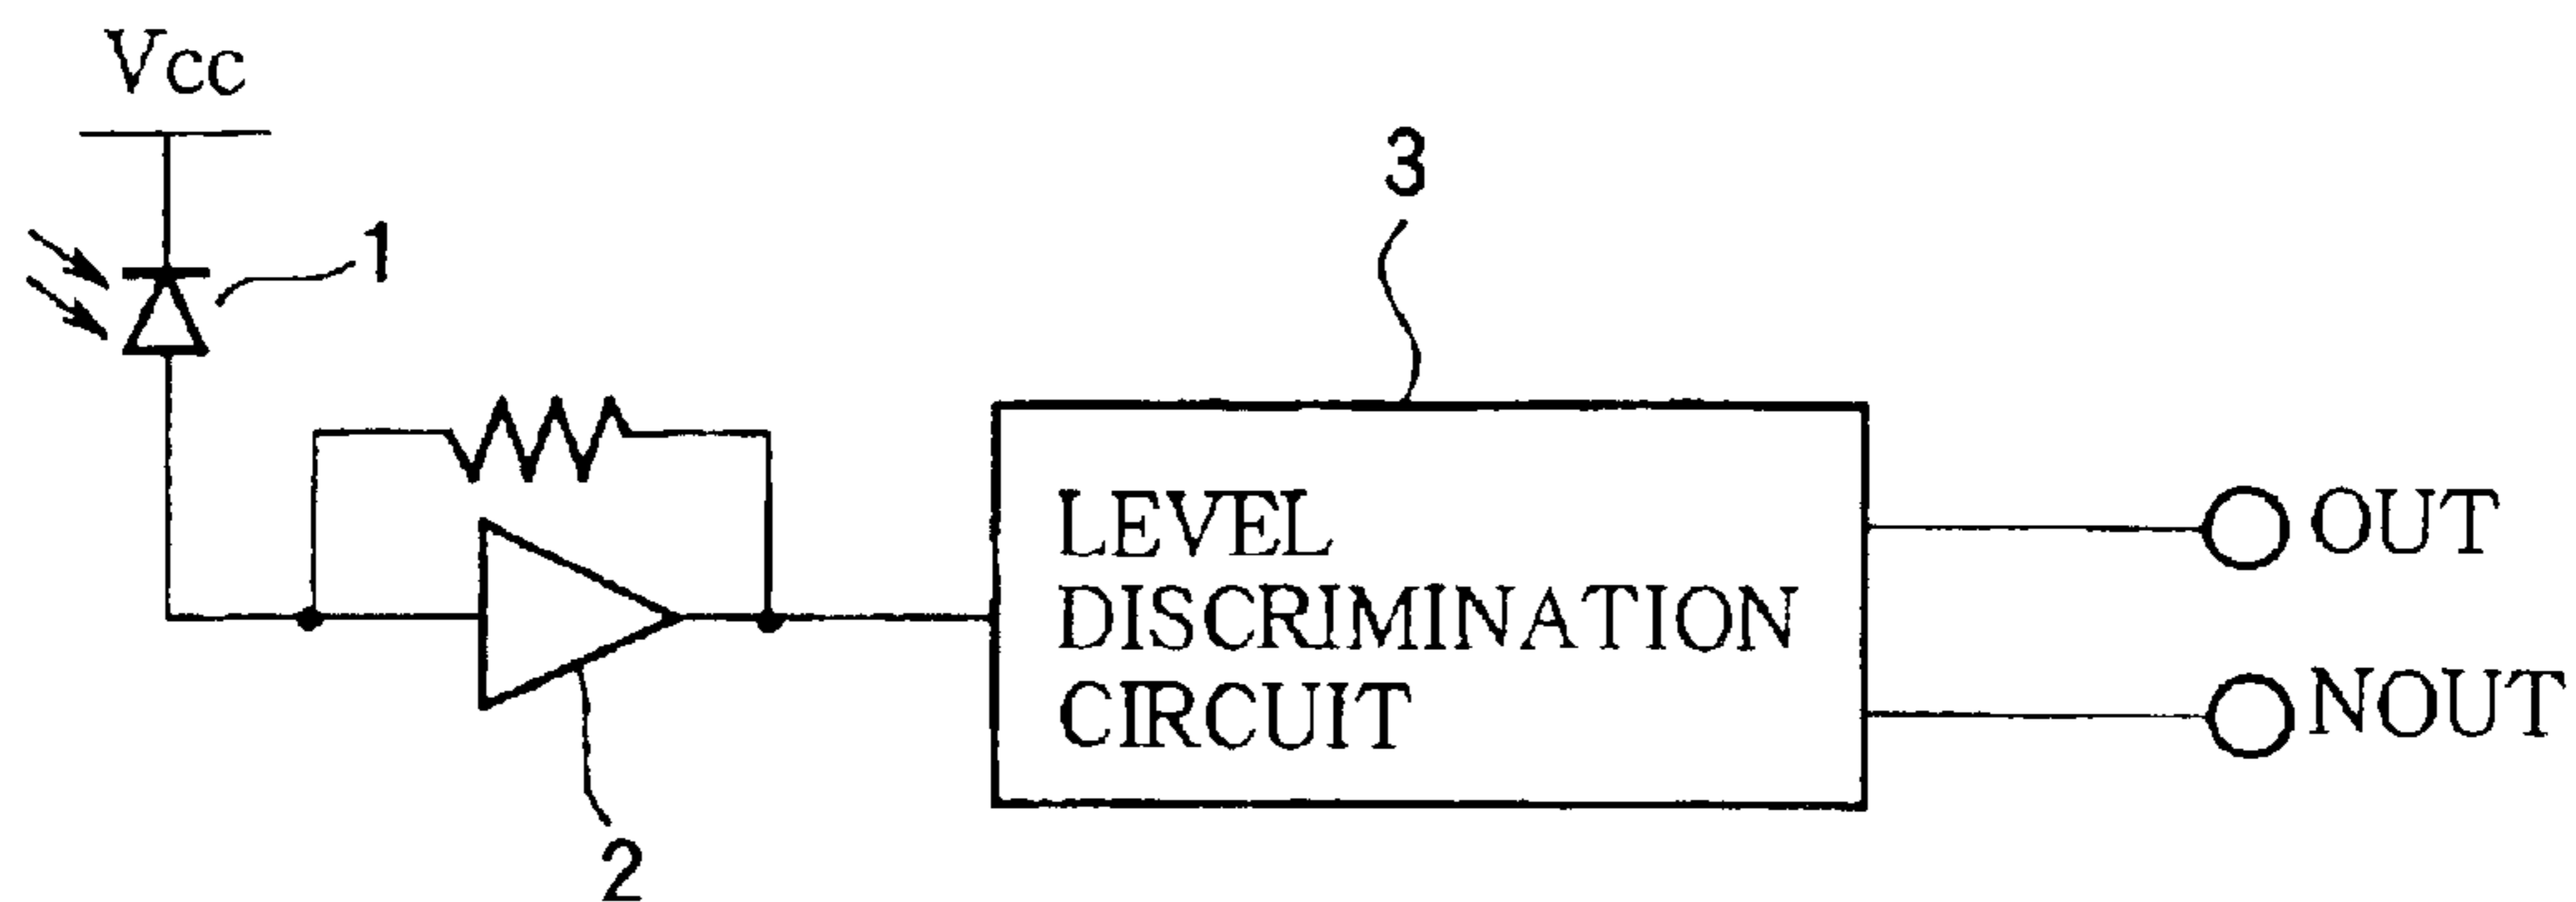 Vcc
1
3
LEVEL
DISCRIMINATION
CIRCUIT
OUT
NOUT
2